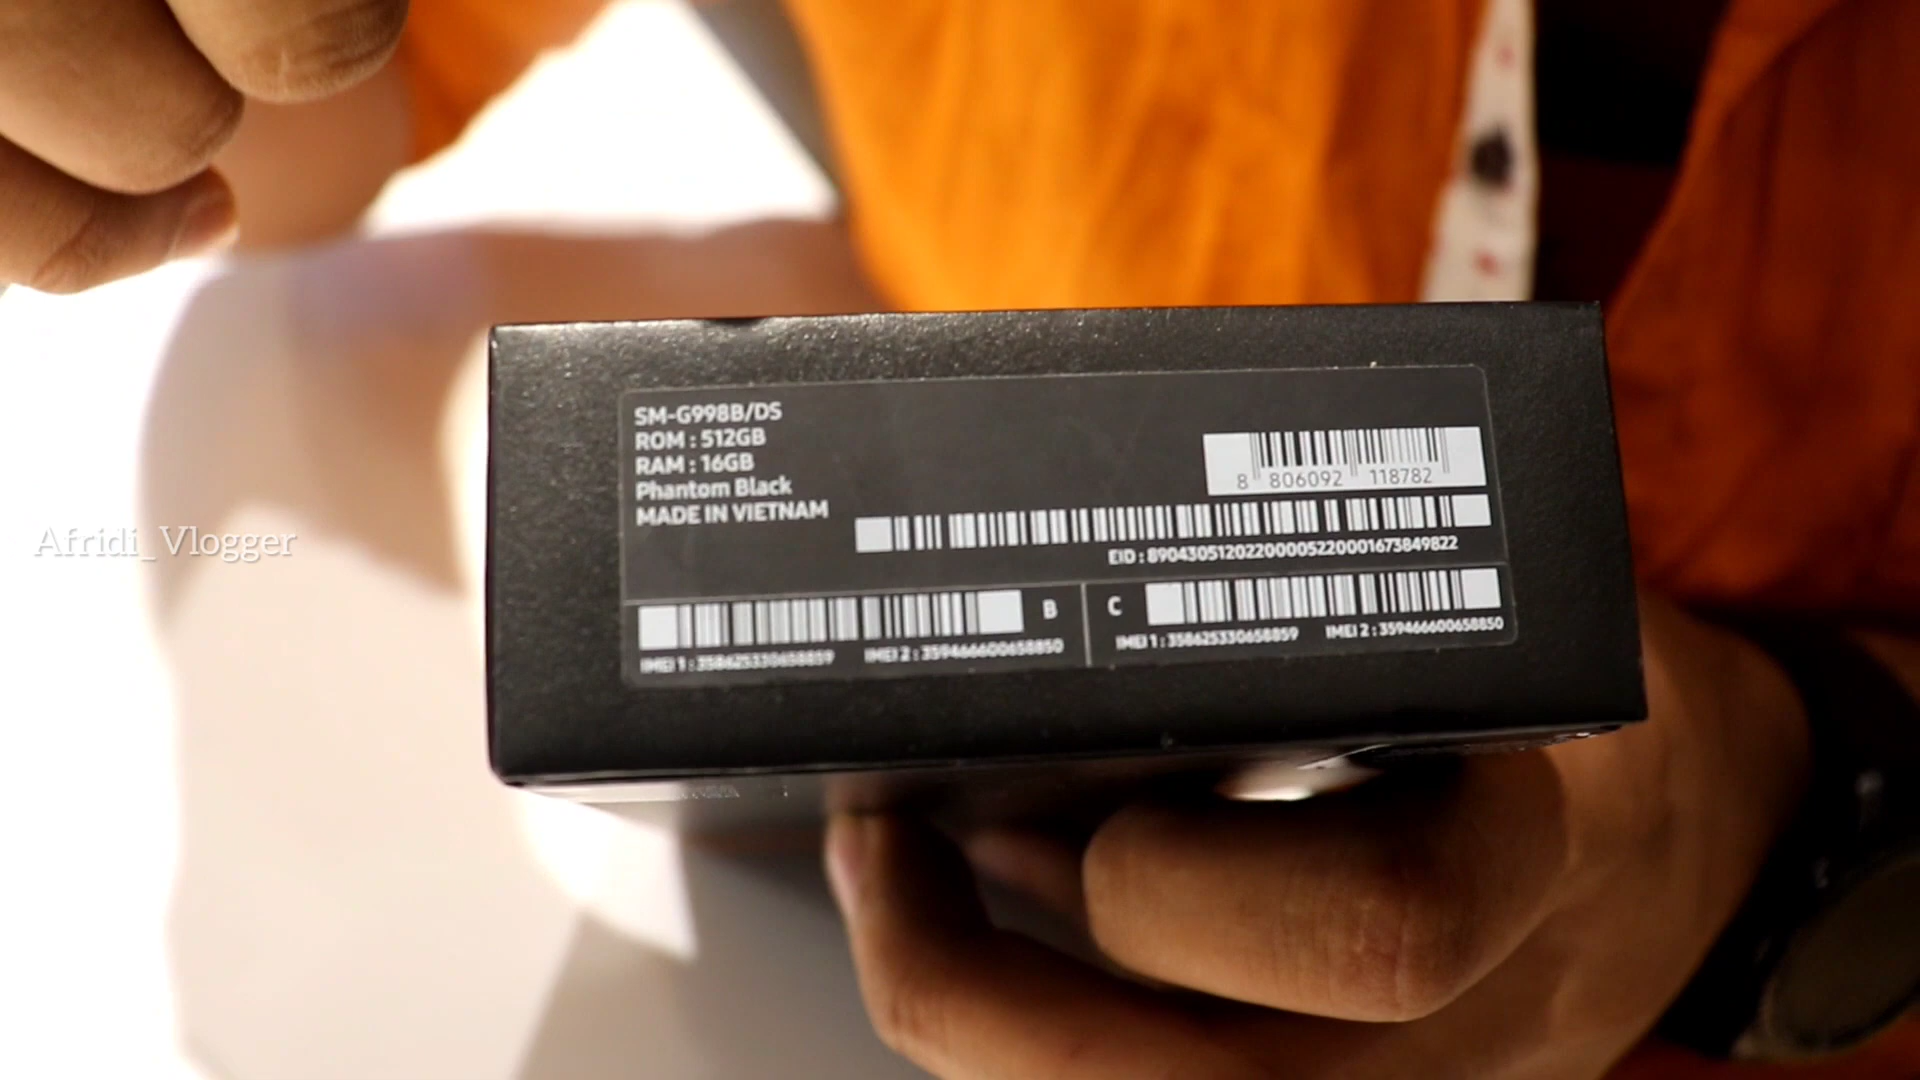 SM-G998B/DS
ROM : 512GB
RAM : 16GB
Phantom Black
MADE IN VIETNAM
8 806092 118782
EID : 89043051202200005220001673849822
B
C
IMEI 1 : 358625330658859 IMEI 2 : 359466600658850
IMEI 1 : 358625330658859 IMEI 2 : 359466600658850
Afridi_Vlogger